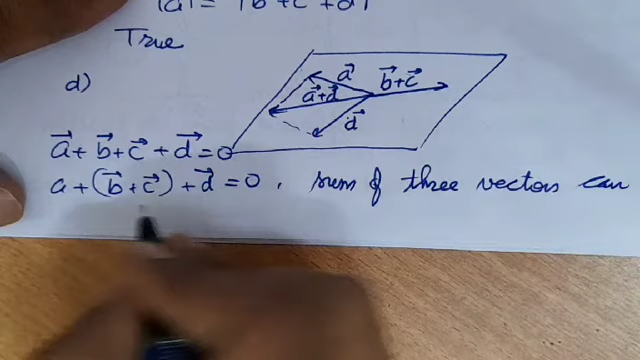 |a| = |b + c + d|
True
d)
a⃗
b⃗+c⃗
a⃗+d⃗
d⃗
a⃗ + b⃗ + c⃗ + d⃗ = 0
a + (b⃗ + c⃗) + d⃗ = 0 , sum of three vectors can